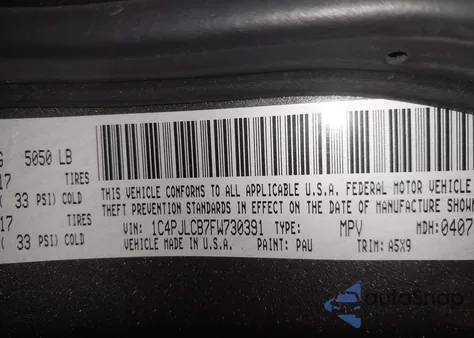 G 5050 LB
17 TIRES
( 33 PSI) COLD
17 TIRES
( 33 PSI) COLD
THIS VEHICLE CONFORMS TO ALL APPLICABLE U.S.A. FEDERAL MOTOR VEHICLE
THEFT PREVENTION STANDARDS IN EFFECT ON THE DATE OF MANUFACTURE SHOWN
VIN: 1C4PJLCB7FW730391 TYPE: MPV MDH: 0407
VEHICLE MADE IN U.S.A. PAINT: PAU TRIM: A5X9
autoSnap